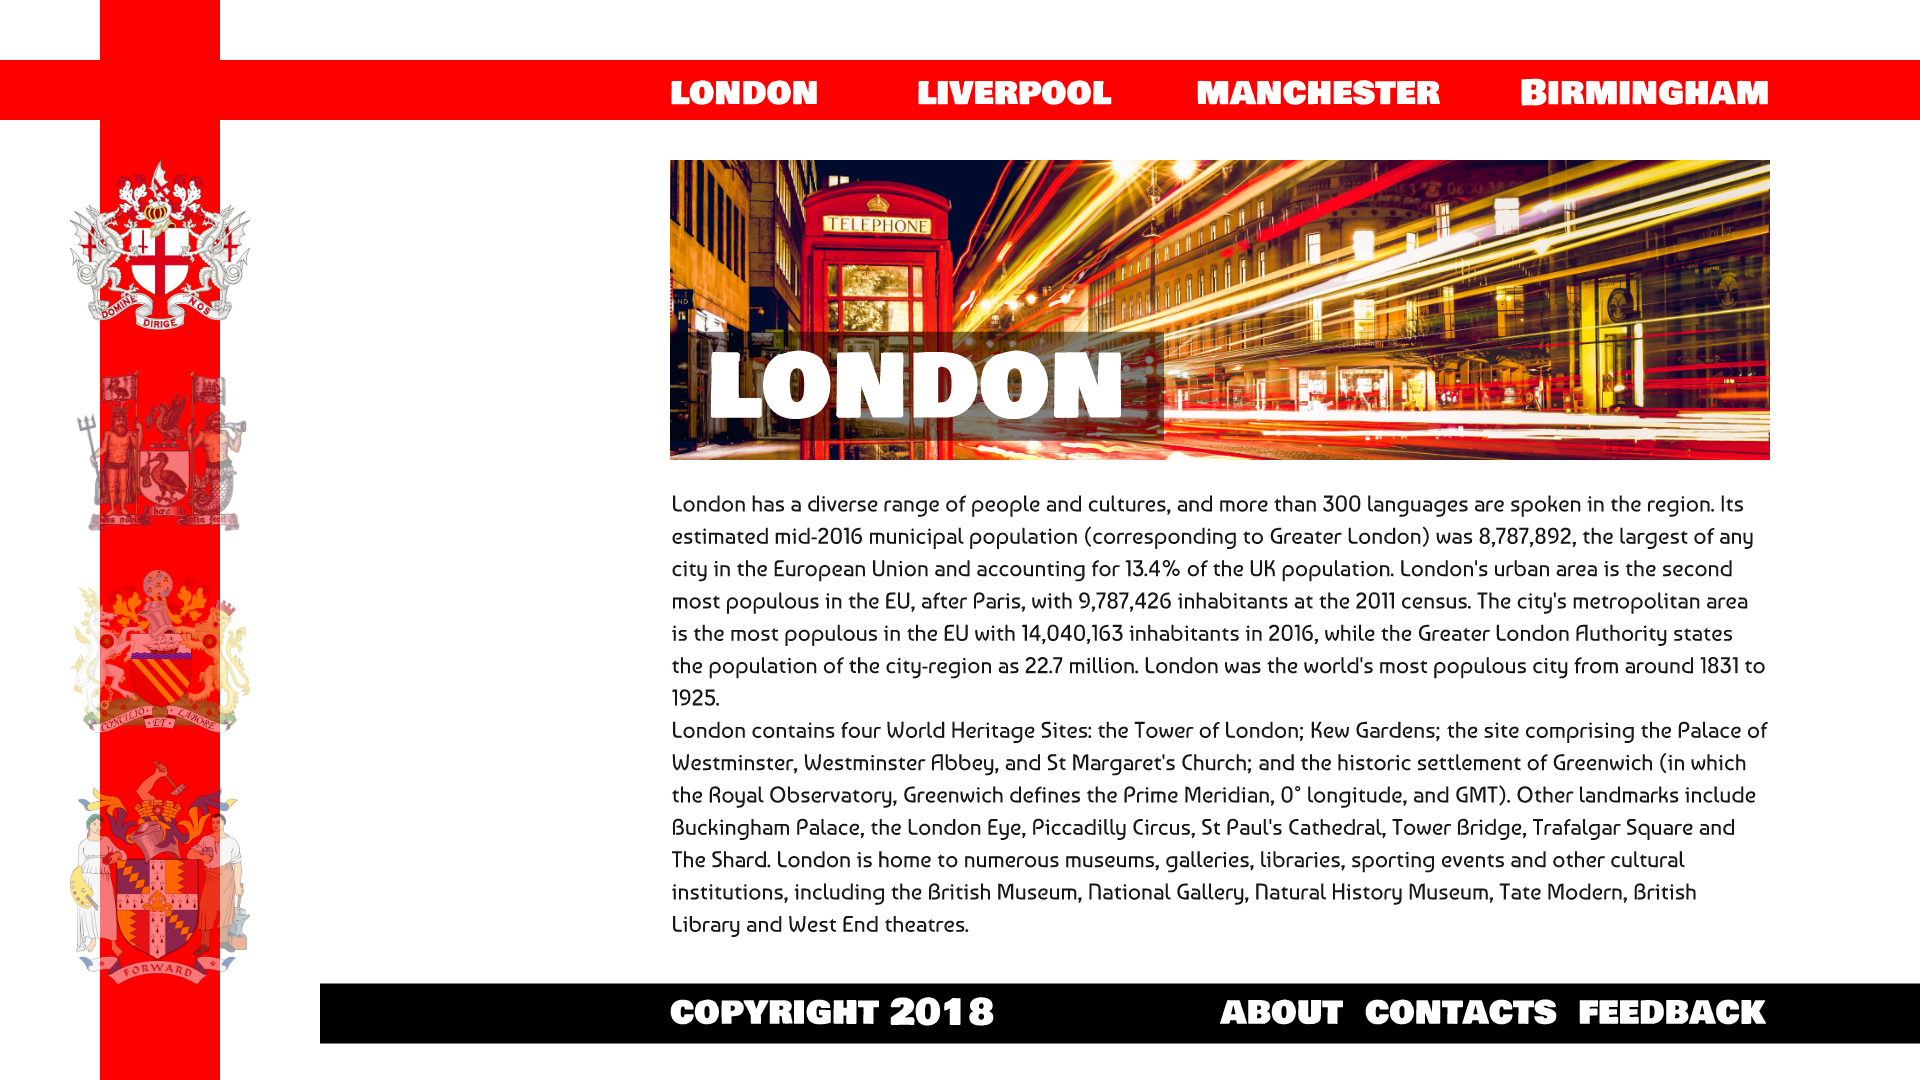 LONDON LIVERPOOL MANCHESTER BIRMINGHAM
DOMINE DIRIGE NOS
CONCILIO ET LABORE
FORWARD
TELEPHONE
LONDON
London has a diverse range of people and cultures, and more than 300 languages are spoken in the region. Its
estimated mid-2016 municipal population (corresponding to Greater London) was 8,787,892, the largest of any
city in the European Union and accounting for 13.4% of the UK population. London's urban area is the second
most populous in the EU, after Paris, with 9,787,426 inhabitants at the 2011 census. The city's metropolitan area
is the most populous in the EU with 14,040,163 inhabitants in 2016, while the Greater London Authority states
the population of the city-region as 22.7 million. London was the world's most populous city from around 1831 to
1925.
London contains four World Heritage Sites: the Tower of London; Kew Gardens; the site comprising the Palace of
Westminster, Westminster Abbey, and St Margaret's Church; and the historic settlement of Greenwich (in which
the Royal Observatory, Greenwich defines the Prime Meridian, 0° longitude, and GMT). Other landmarks include
Buckingham Palace, the London Eye, Piccadilly Circus, St Paul's Cathedral, Tower Bridge, Trafalgar Square and
The Shard. London is home to numerous museums, galleries, libraries, sporting events and other cultural
institutions, including the British Museum, National Gallery, Natural History Museum, Tate Modern, British
Library and West End theatres.
COPYRIGHT 2018 ABOUT CONTACTS FEEDBACK